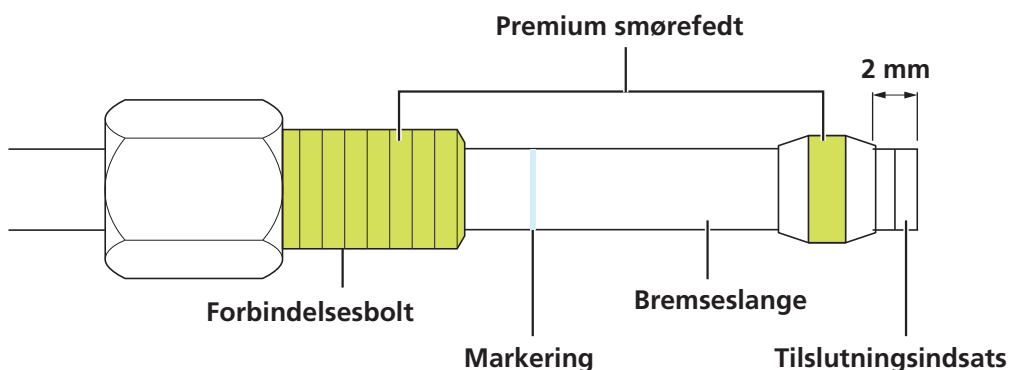 Premium smørefedt
2 mm
Forbindelsesbolt
Bremseslange
Markering
Tilslutningsindsats